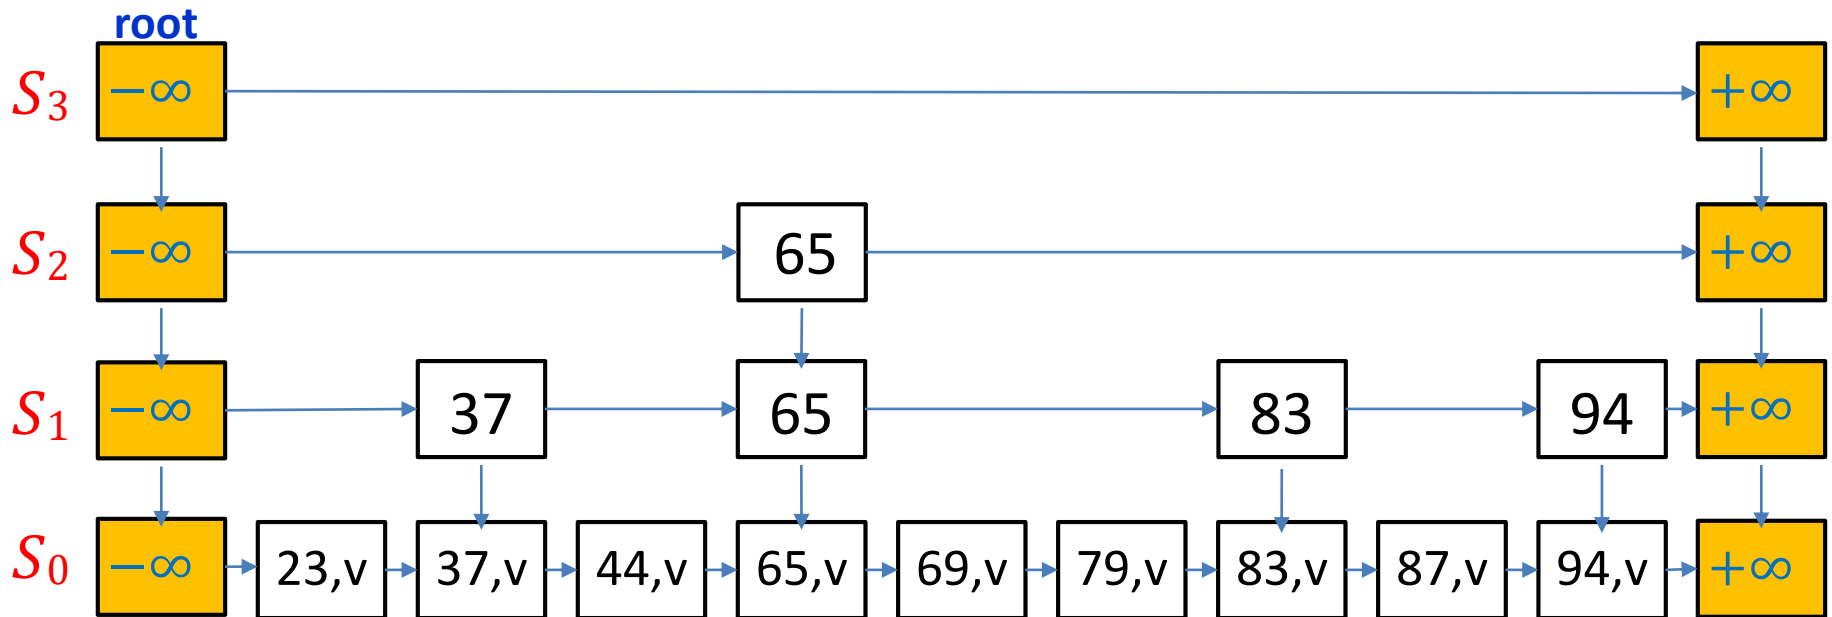 root
S3 −∞ +∞
S2 −∞ 65 +∞
S1 −∞ 37 65 83 94 +∞
S0 −∞ 23,v 37,v 44,v 65,v 69,v 79,v 83,v 87,v 94,v +∞